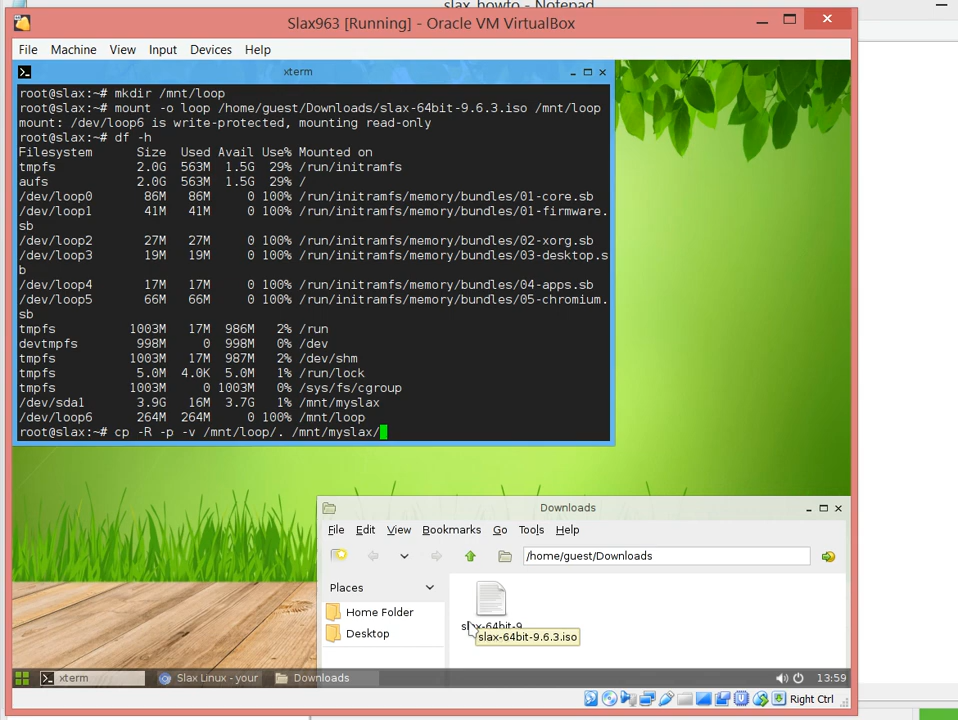 slax_howto - Notepad
Slax963 [Running] - Oracle VM VirtualBox
File Machine View Input Devices Help
xterm
root@slax:~# mkdir /mnt/loop
root@slax:~# mount -o loop /home/guest/Downloads/slax-64bit-9.6.3.iso /mnt/loop
mount: /dev/loop6 is write-protected, mounting read-only
root@slax:~# df -h
Filesystem Size Used Avail Use% Mounted on
tmpfs 2.0G 563M 1.5G 29% /run/initramfs
aufs 2.0G 563M 1.5G 29% /
/dev/loop0 86M 86M 0 100% /run/initramfs/memory/bundles/01-core.sb
/dev/loop1 41M 41M 0 100% /run/initramfs/memory/bundles/01-firmware.
sb
/dev/loop2 27M 27M 0 100% /run/initramfs/memory/bundles/02-xorg.sb
/dev/loop3 19M 19M 0 100% /run/initramfs/memory/bundles/03-desktop.s
b
/dev/loop4 17M 17M 0 100% /run/initramfs/memory/bundles/04-apps.sb
/dev/loop5 66M 66M 0 100% /run/initramfs/memory/bundles/05-chromium.
sb
tmpfs 1003M 17M 986M 2% /run
devtmpfs 998M 0 998M 0% /dev
tmpfs 1003M 17M 987M 2% /dev/shm
tmpfs 5.0M 4.0K 5.0M 1% /run/lock
tmpfs 1003M 0 1003M 0% /sys/fs/cgroup
/dev/sda1 3.9G 16M 3.7G 1% /mnt/myslax
/dev/loop6 264M 264M 0 100% /mnt/loop
root@slax:~# cp -R -p -v /mnt/loop/. /mnt/myslax/
Downloads
File Edit View Bookmarks Go Tools Help
/home/guest/Downloads
Places
Home Folder
Desktop
slax-64bit-9
slax-64bit-9.6.3.iso
xterm
Slax Linux - your
Downloads
13:59
Right Ctrl